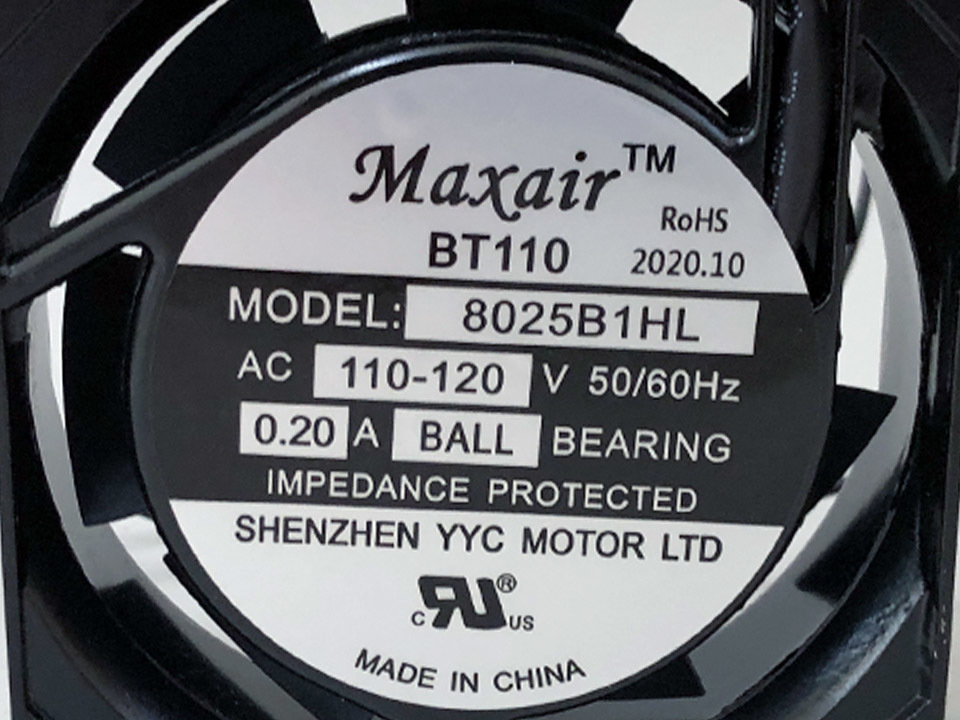 Maxair™
RoHS
BT110 2020.10
MODEL: 8025B1HL
AC 110-120 V 50/60Hz
0.20 A BALL BEARING
IMPEDANCE PROTECTED
SHENZHEN YYC MOTOR LTD
c RU ® US
MADE IN CHINA